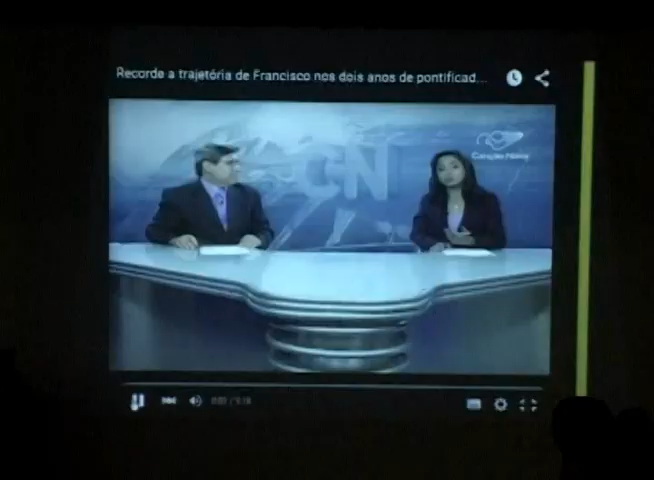 Recorde a trajetória de Francisco nos dois anos de pontificad...
CN
Canção Nova